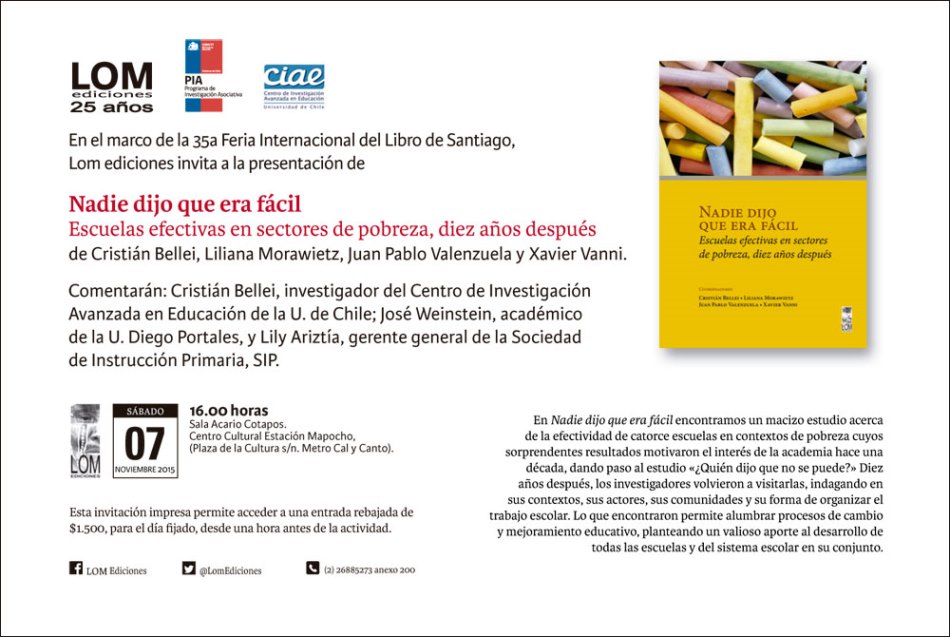 LOM
ediciones
25 años
PIA
Programa de
Investigación Asociativa
ciae
Centro de Investigación
Avanzada en Educación
Universidad de Chile
En el marco de la 35a Feria Internacional del Libro de Santiago,
Lom ediciones invita a la presentación de
Nadie dijo que era fácil
Escuelas efectivas en sectores de pobreza, diez años después
de Cristián Bellei, Liliana Morawietz, Juan Pablo Valenzuela y Xavier Vanni.
Comentarán: Cristián Bellei, investigador del Centro de Investigación
Avanzada en Educación de la U. de Chile; José Weinstein, académico
de la U. Diego Portales, y Lily Ariztía, gerente general de la Sociedad
de Instrucción Primaria, SIP.
NADIE DIJO
QUE ERA FÁCIL
Escuelas efectivas en sectores
de pobreza, diez años después
COORDINADORES
CRISTIÁN BELLEI • LILIANA MORAWIETZ
JUAN PABLO VALENZUELA • XAVIER VANNI
LOM
LOM
EDICIONES
SÁBADO
07
NOVIEMBRE 2015
16.00 horas
Sala Acario Cotapos.
Centro Cultural Estación Mapocho,
(Plaza de la Cultura s/n. Metro Cal y Canto).
Esta invitación impresa permite acceder a una entrada rebajada de
$1.500, para el día fijado, desde una hora antes de la actividad.
LOM Ediciones
@LomEdiciones
(2) 26885273 anexo 200
En Nadie dijo que era fácil encontramos un macizo estudio acerca
de la efectividad de catorce escuelas en contextos de pobreza cuyos
sorprendentes resultados motivaron el interés de la academia hace una
década, dando paso al estudio «¿Quién dijo que no se puede?» Diez
años después, los investigadores volvieron a visitarlas, indagando en
sus contextos, sus actores, sus comunidades y su forma de organizar el
trabajo escolar. Lo que encontraron permite alumbrar procesos de cambio
y mejoramiento educativo, planteando un valioso aporte al desarrollo de
todas las escuelas y del sistema escolar en su conjunto.